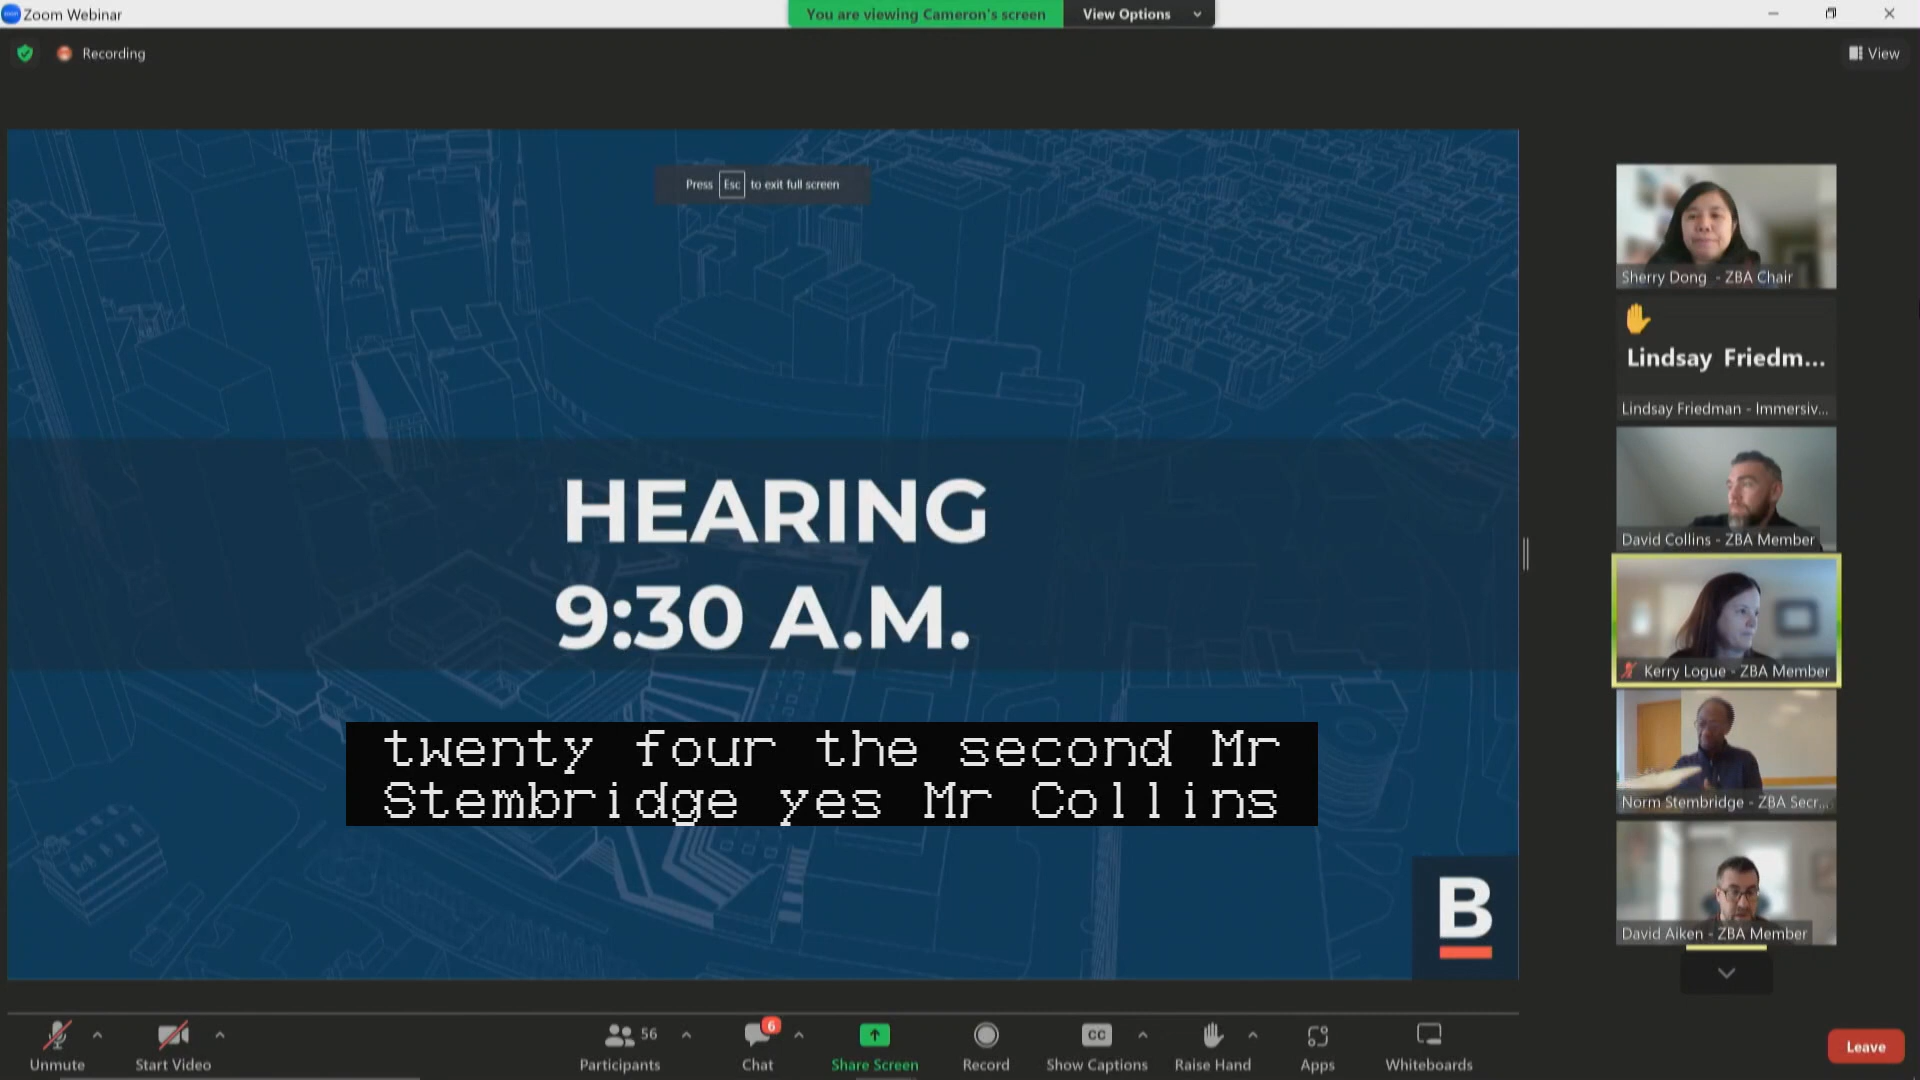 Zoom Webinar
You are viewing Cameron's screen
View Options
Recording
View
Press Esc to exit full screen
HEARING
9:30 A.M.
twenty four the second Mr
Stembridge yes Mr Collins
B
Sherry Dong - ZBA Chair
Lindsay Friedm...
Lindsay Friedman - Immersiv...
David Collins - ZBA Member
Kerry Logue - ZBA Member
Norm Stembridge - ZBA Secr...
David Aiken - ZBA Member
Unmute
Start Video
56
Participants
6
Chat
Share Screen
Record
CC
Show Captions
Raise Hand
Apps
Whiteboards
Leave